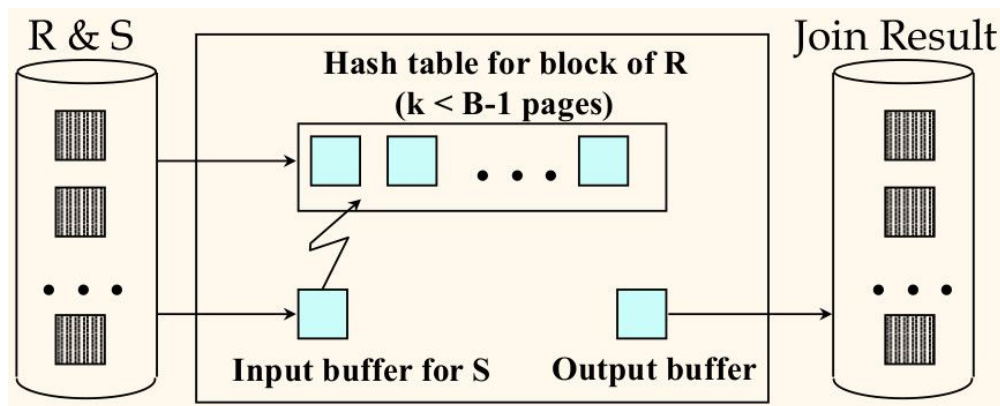 R & S
Join Result
Hash table for block of R
(k < B-1 pages)
• • •
• • •
• • •
Input buffer for S
Output buffer